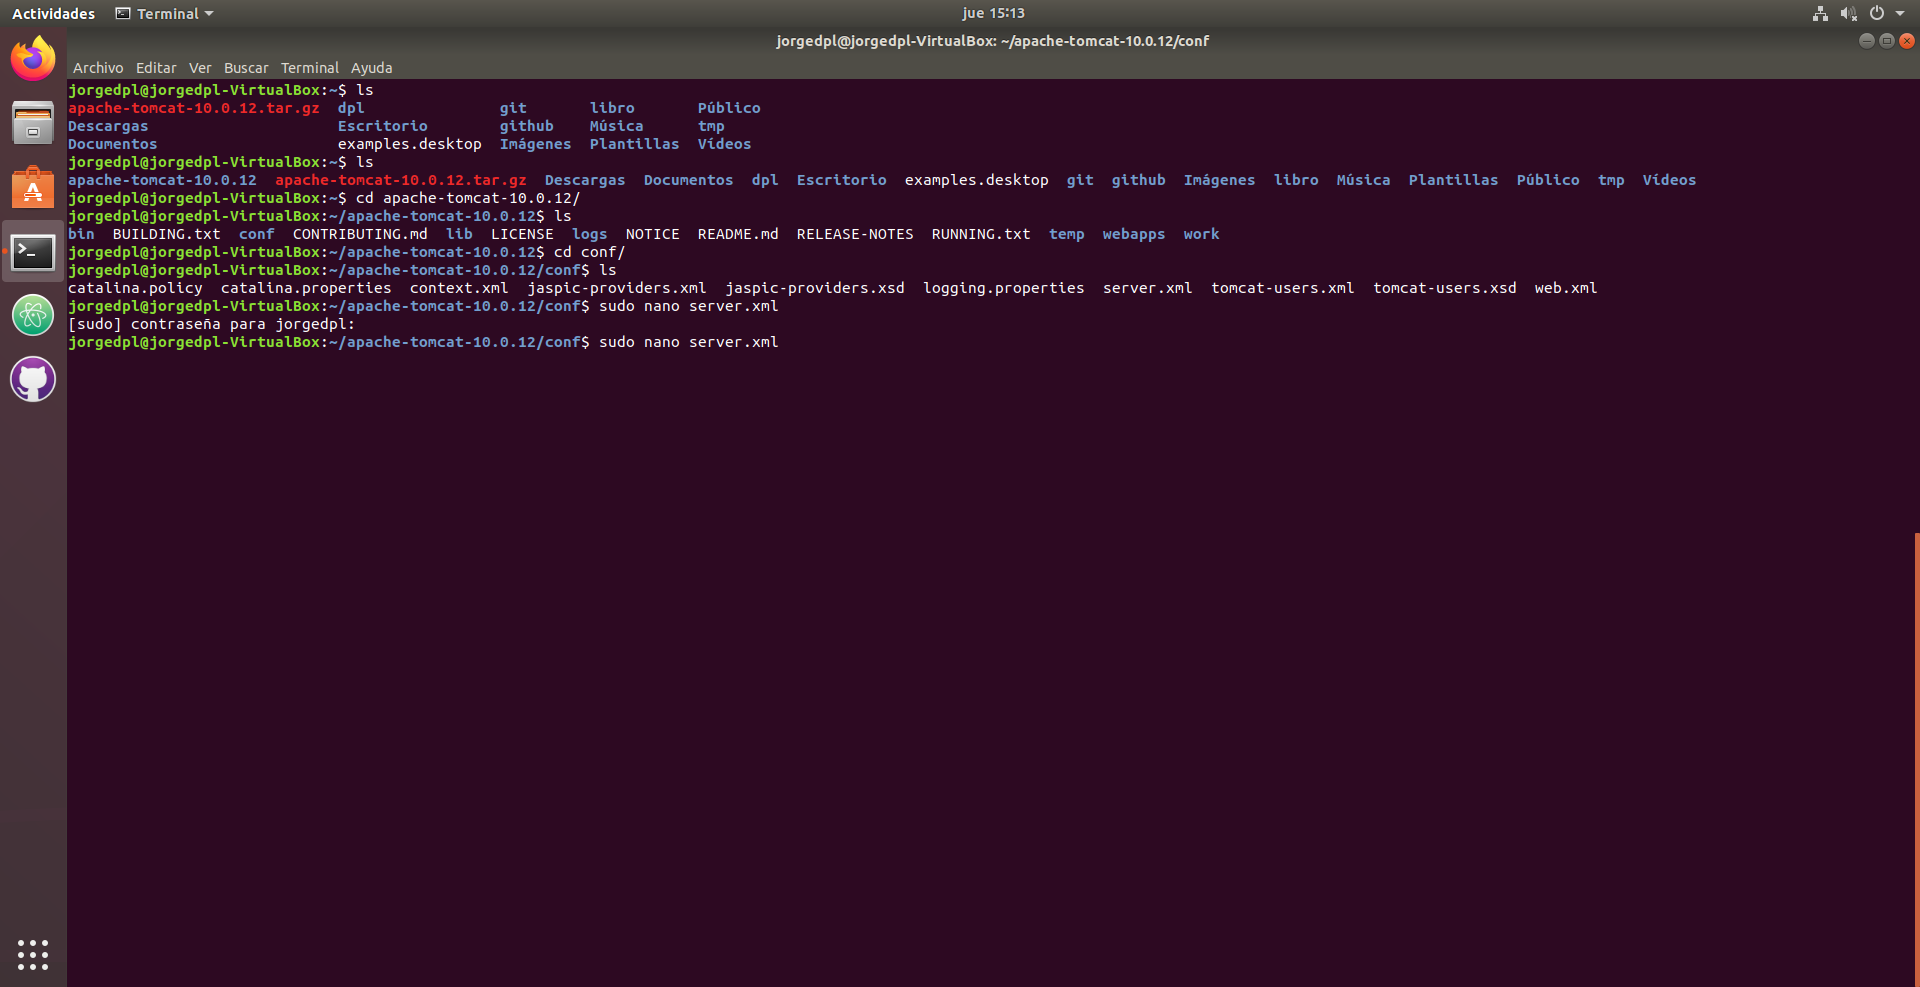 Actividades Terminal jue 15:13
jorgedpl@jorgedpl-VirtualBox: ~/apache-tomcat-10.0.12/conf
Archivo Editar Ver Buscar Terminal Ayuda
jorgedpl@jorgedpl-VirtualBox:~$ ls
apache-tomcat-10.0.12.tar.gz dpl git libro Público
Descargas Escritorio github Música tmp
Documentos examples.desktop Imágenes Plantillas Vídeos
jorgedpl@jorgedpl-VirtualBox:~$ ls
apache-tomcat-10.0.12 apache-tomcat-10.0.12.tar.gz Descargas Documentos dpl Escritorio examples.desktop git github Imágenes libro Música Plantillas Público tmp Vídeos
jorgedpl@jorgedpl-VirtualBox:~$ cd apache-tomcat-10.0.12/
jorgedpl@jorgedpl-VirtualBox:~/apache-tomcat-10.0.12$ ls
bin BUILDING.txt conf CONTRIBUTING.md lib LICENSE logs NOTICE README.md RELEASE-NOTES RUNNING.txt temp webapps work
jorgedpl@jorgedpl-VirtualBox:~/apache-tomcat-10.0.12$ cd conf/
jorgedpl@jorgedpl-VirtualBox:~/apache-tomcat-10.0.12/conf$ ls
catalina.policy catalina.properties context.xml jaspic-providers.xml jaspic-providers.xsd logging.properties server.xml tomcat-users.xml tomcat-users.xsd web.xml
jorgedpl@jorgedpl-VirtualBox:~/apache-tomcat-10.0.12/conf$ sudo nano server.xml
[sudo] contraseña para jorgedpl:
jorgedpl@jorgedpl-VirtualBox:~/apache-tomcat-10.0.12/conf$ sudo nano server.xml